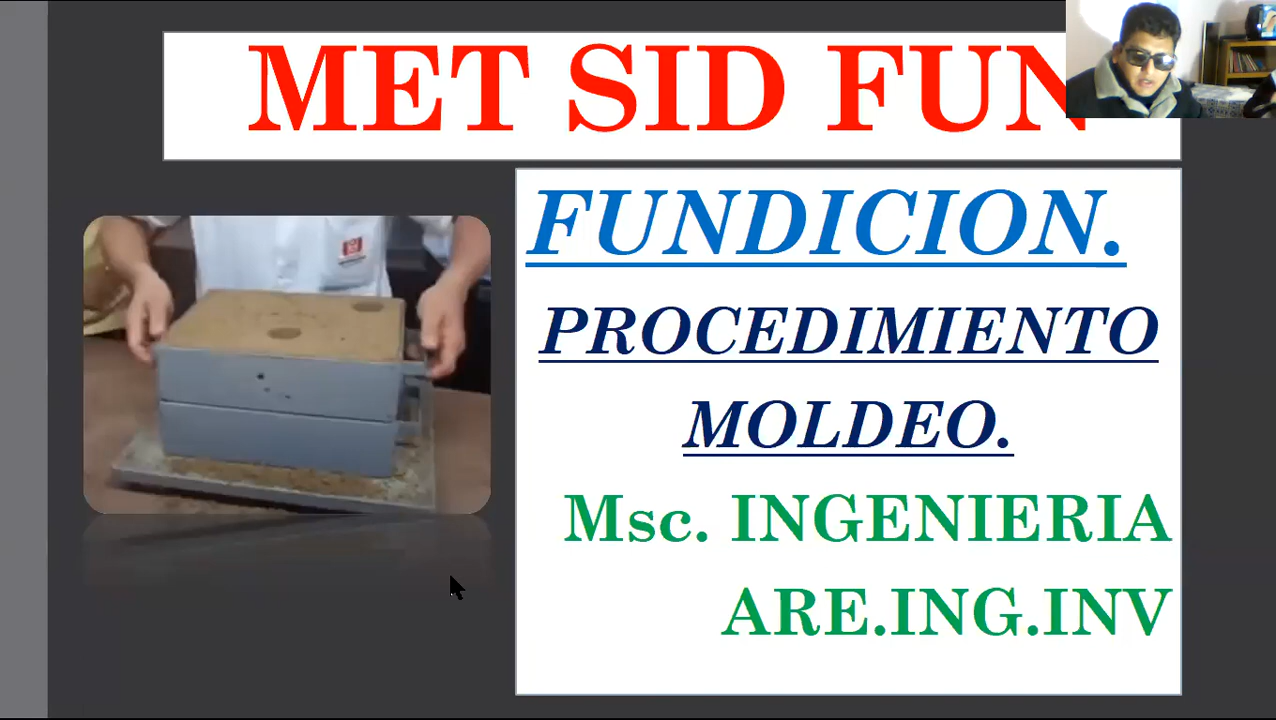 MET SID FUN
FUNDICION.
PROCEDIMIENTO
MOLDEO.
Msc. INGENIERIA
ARE.ING.INV